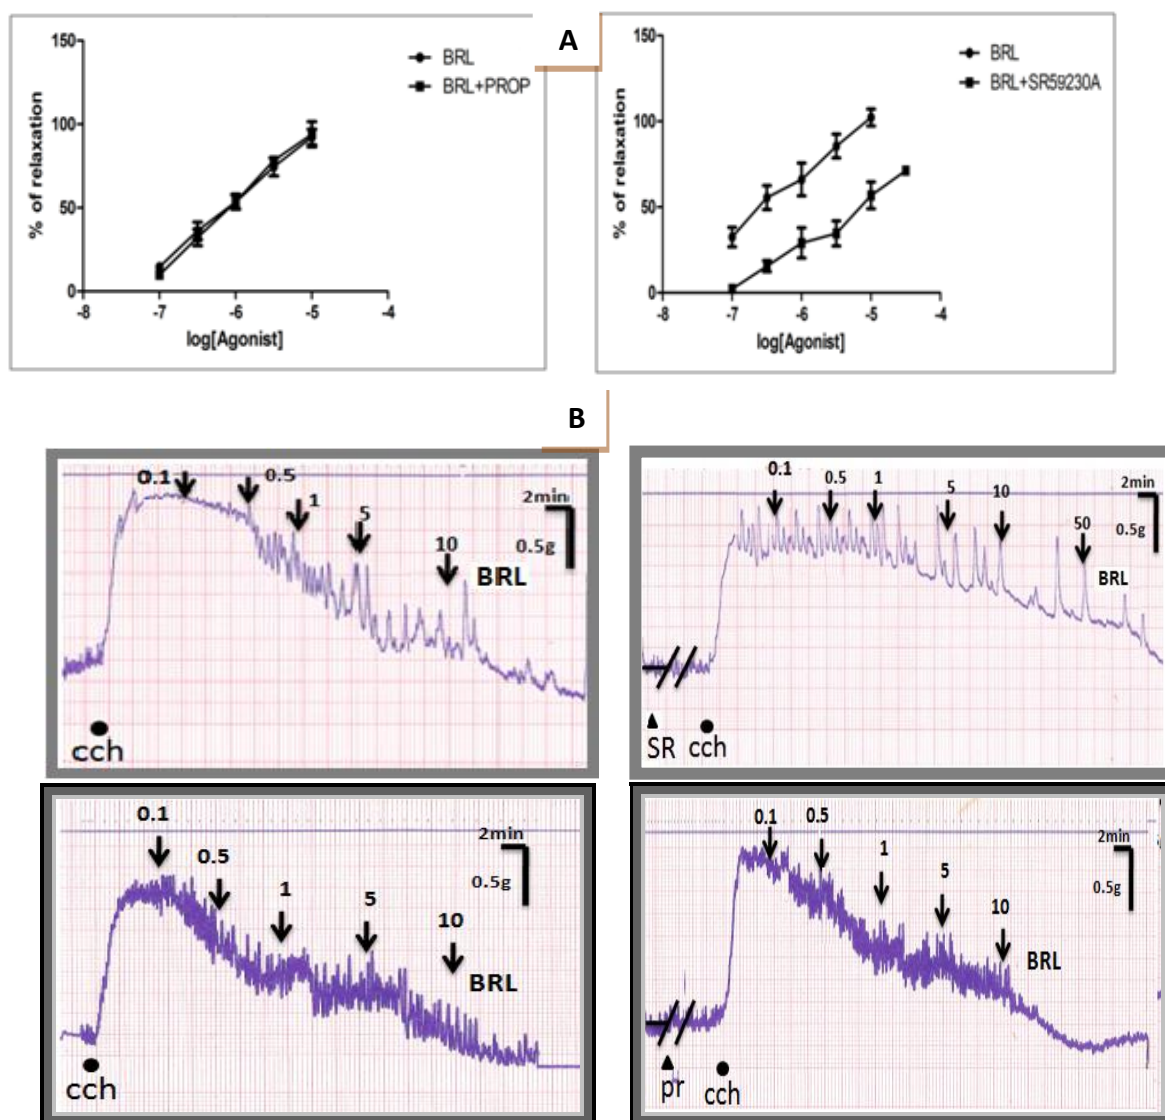 A
150
100
50
0
% of relaxation
-8
-7
-6
-5
-4
log[Agonist]
BRL
BRL+PROP
150
100
50
0
% of relaxation
-8
-7
-6
-5
-4
log[Agonist]
BRL
BRL+SR59230A
B
0.1
0.5
1
5
10
BRL
2min
0.5g
cch
0.1
0.5
1
5
10
50
BRL
2min
0.5g
SR cch
0.1
0.5
1
5
10
BRL
2min
0.5g
cch
0.1
0.5
1
5
10
BRL
2min
0.5g
pr cch